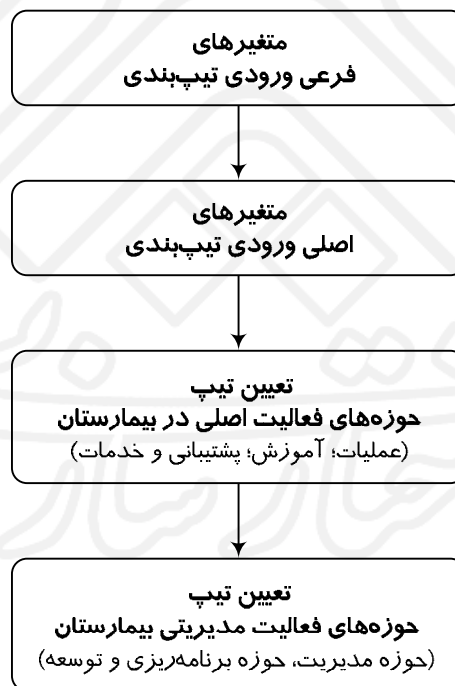 متغیرهای
فرعی ورودی تیپ‌بندی
متغیرهای
اصلی ورودی تیپ‌بندی
تعیین تیپ
حوزه‌های فعالیت اصلی در بیمارستان
(عملیات؛ آموزش؛ پشتیبانی و خدمات)
تعیین تیپ
حوزه‌های فعالیت مدیریتی بیمارستان
(حوزه مدیریت، حوزه برنامه‌ریزی و توسعه)